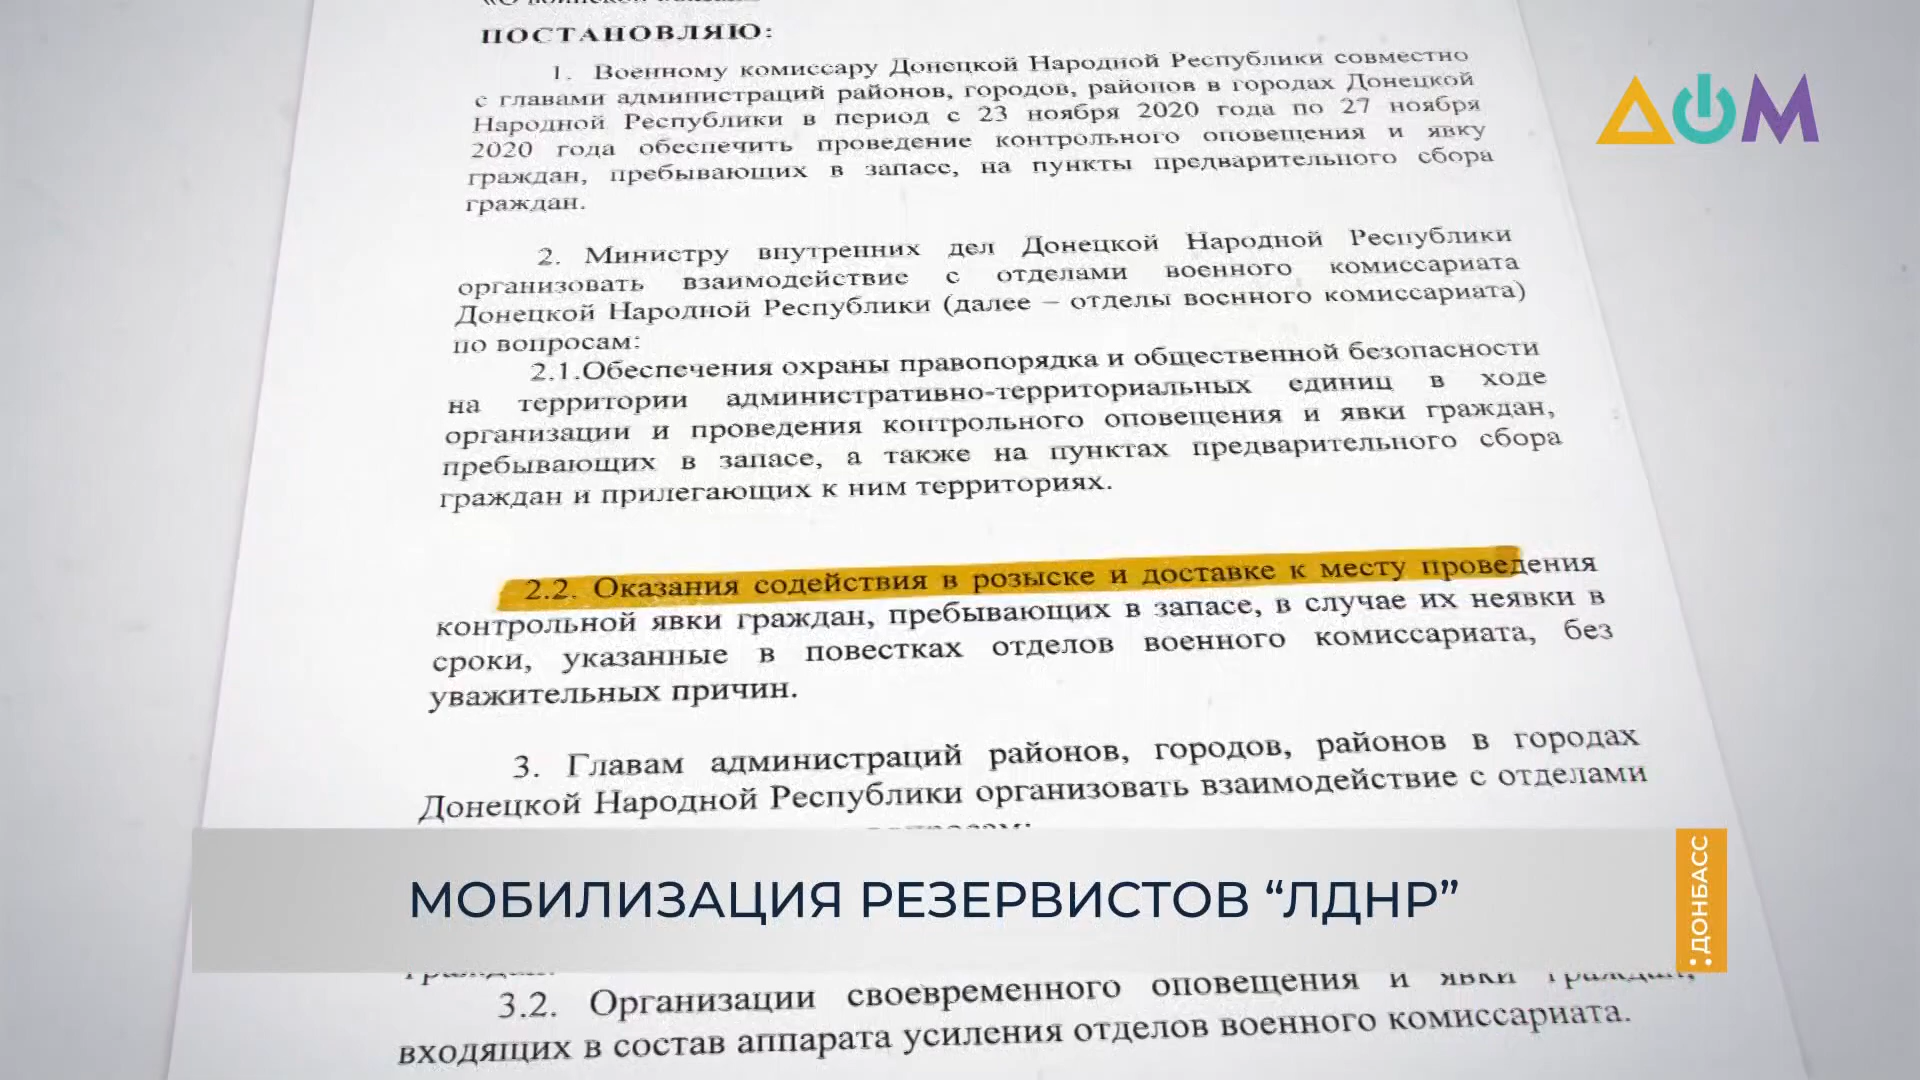 ПОСТАНОВЛЯЮ:
1. Военному комиссару Донецкой Народной Республики совместно
с главами администраций районов, городов, районов в городах Донецкой
Народной Республики в период с 23 ноября 2020 года по 27 ноября
2020 года обеспечить проведение контрольного оповещения и явку
граждан, пребывающих в запасе, на пункты предварительного сбора
граждан.
ДОМ
2. Министру внутренних дел Донецкой Народной Республики
организовать взаимодействие с отделами военного комиссариата
Донецкой Народной Республики (далее – отделы военного комиссариата)
по вопросам:
2.1.Обеспечения охраны правопорядка и общественной безопасности
на территории административно-территориальных единиц в ходе
организации и проведения контрольного оповещения и явки граждан,
пребывающих в запасе, а также на пунктах предварительного сбора
граждан и прилегающих к ним территориях.
2.2. Оказания содействия в розыске и доставке к месту проведения
контрольной явки граждан, пребывающих в запасе, в случае их неявки в
сроки, указанные в повестках отделов военного комиссариата, без
уважительных причин.
3. Главам администраций районов, городов, районов в городах
Донецкой Народной Республики организовать взаимодействие с отделами
МОБИЛИЗАЦИЯ РЕЗЕРВИСТОВ “ЛДНР”
:ДОНБАСС
3.2. Организации своевременного оповещения и явки граждан,
входящих в состав аппарата усиления отделов военного комиссариата.